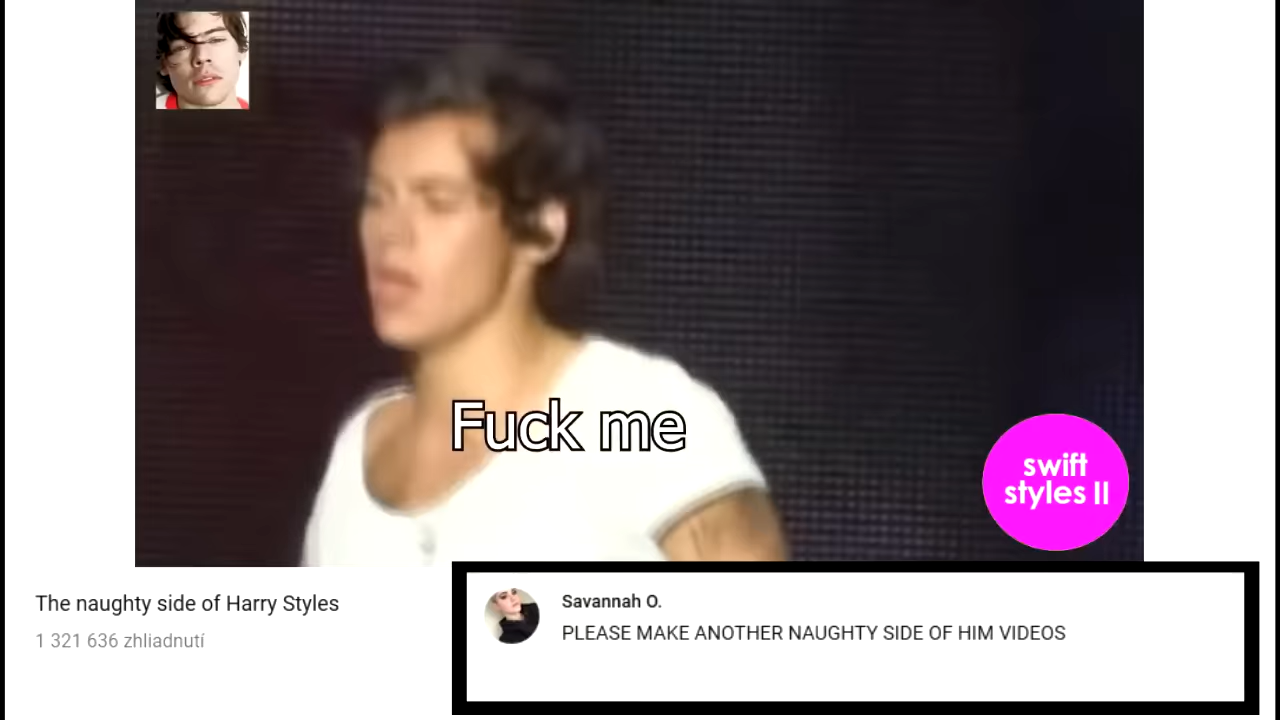 Fuck me
swift
styles II
The naughty side of Harry Styles
1 321 636 zhliadnutí
Savannah O.
PLEASE MAKE ANOTHER NAUGHTY SIDE OF HIM VIDEOS